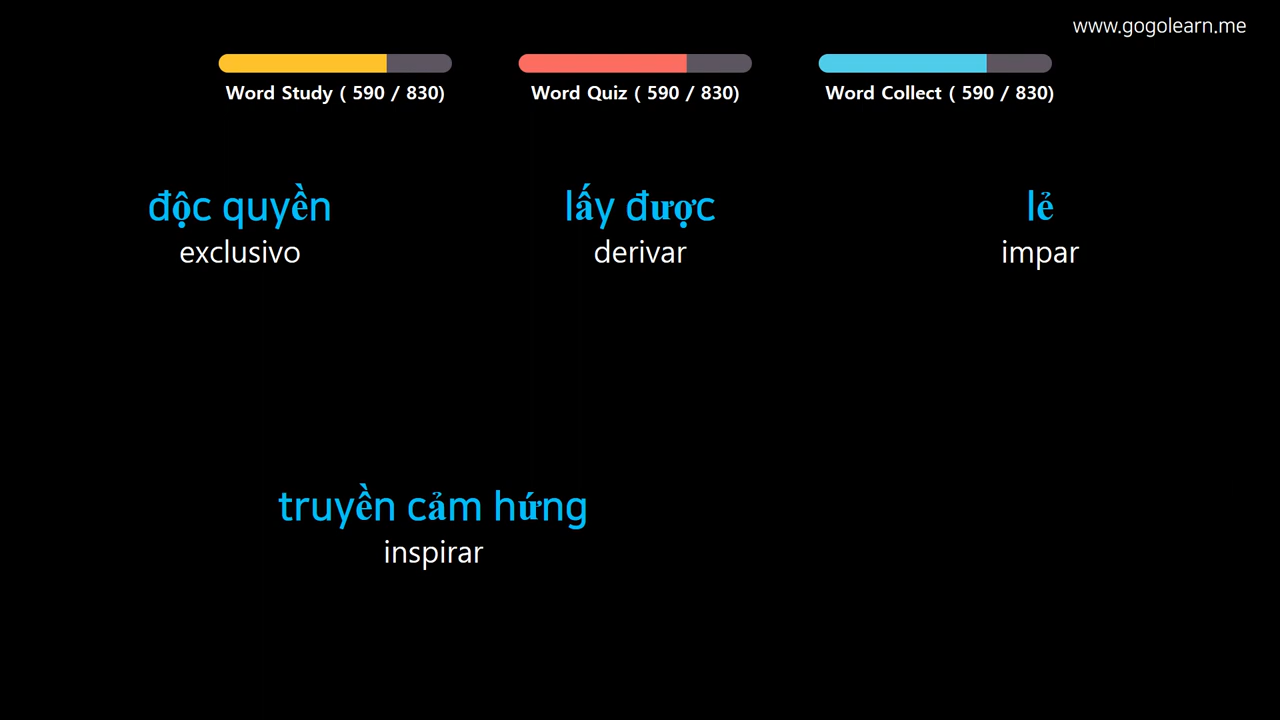 www.gogolearn.me
Word Study ( 590 / 830)
Word Quiz ( 590 / 830)
Word Collect ( 590 / 830)
độc quyền
exclusivo
lấy được
derivar
lẻ
impar
truyền cảm hứng
inspirar